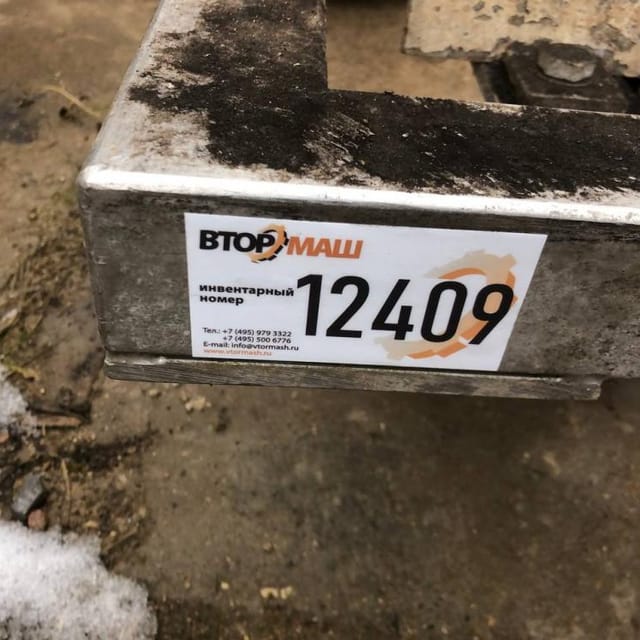 ВТОРМАШ
инвентарный
номер
12409
Тел.: +7 (495) 979 3322
+7 (495) 500 6776
E-mail: info@vtormash.ru
www.vtormash.ru